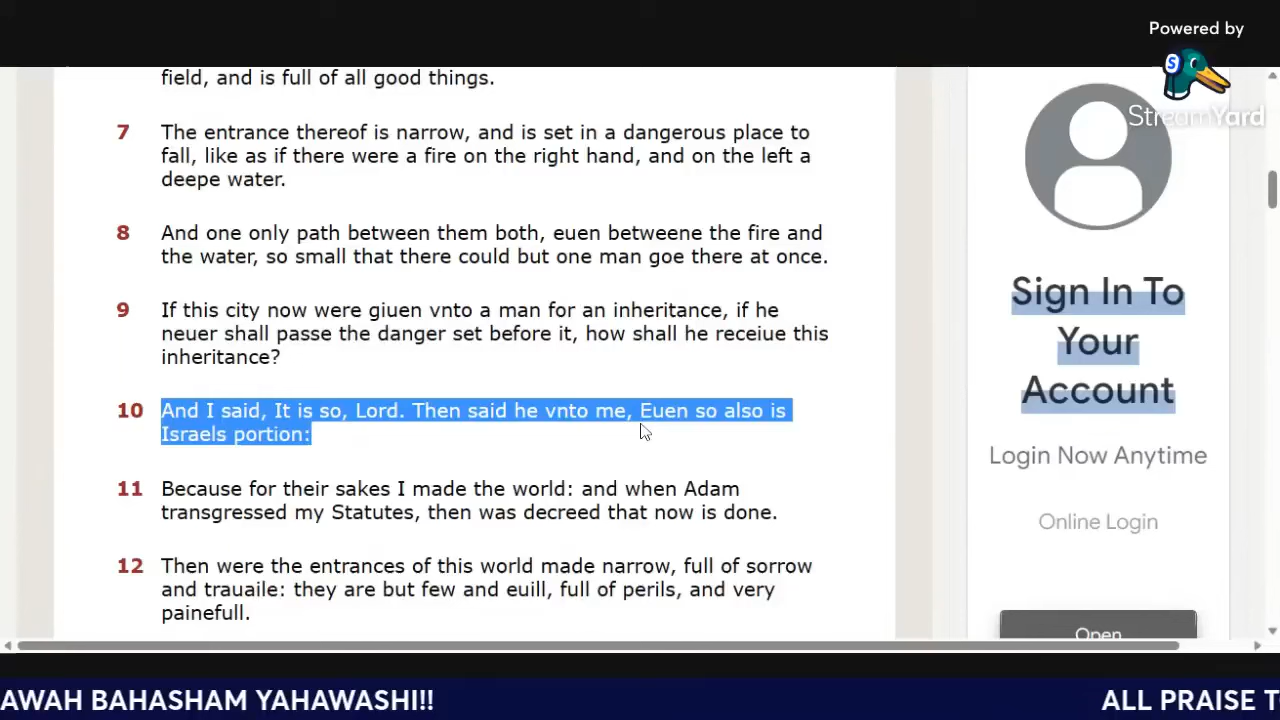 Powered by
StreamYard
field, and is full of all good things.
7 The entrance thereof is narrow, and is set in a dangerous place to
fall, like as if there were a fire on the right hand, and on the left a
deepe water.
8 And one only path between them both, euen betweene the fire and
the water, so small that there could but one man goe there at once.
9 If this city now were giuen vnto a man for an inheritance, if he
neuer shall passe the danger set before it, how shall he receiue this
inheritance?
10 And I said, It is so, Lord. Then said he vnto me, Euen so also is
Israels portion:
11 Because for their sakes I made the world: and when Adam
transgressed my Statutes, then was decreed that now is done.
12 Then were the entrances of this world made narrow, full of sorrow
and trauaile: they are but few and euill, full of perils, and very
painefull.
Sign In To
Your
Account
Login Now Anytime
Online Login
Open
AWAH BAHASHAM YAHAWASHI!!
ALL PRAISE T